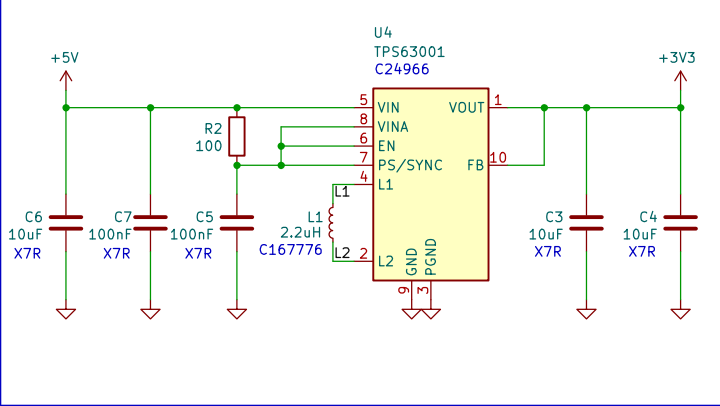 U4
TPS63001
C24966
+5V
+3V3
5 VIN
VOUT 1
8 VINA
6 EN
7 PS/SYNC
FB 10
4 L1
2 L2
GND
PGND
9
3
R2
100
L1
L1
2.2uH
C167776
L2
C6
10uF
X7R
C7
100nF
X7R
C5
100nF
X7R
C3
10uF
X7R
C4
10uF
X7R